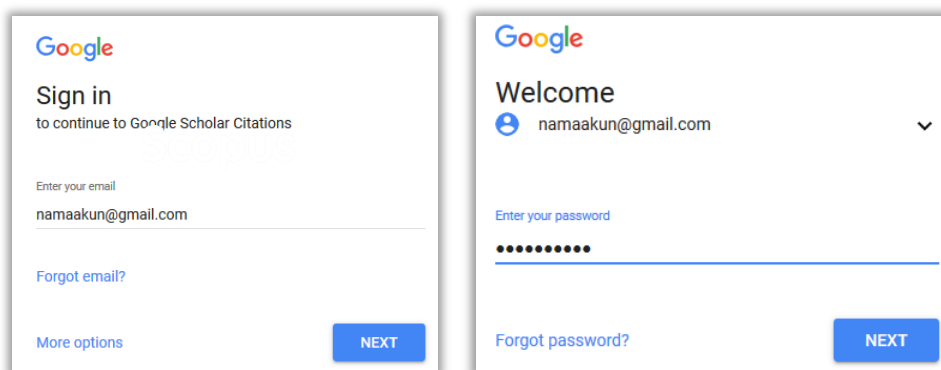 Google
Sign in
to continue to Google Scholar Citations
Enter your email
namaakun@gmail.com
Forgot email?
More options
NEXT
Google
Welcome
namaakun@gmail.com
Enter your password
••••••••••
Forgot password?
NEXT